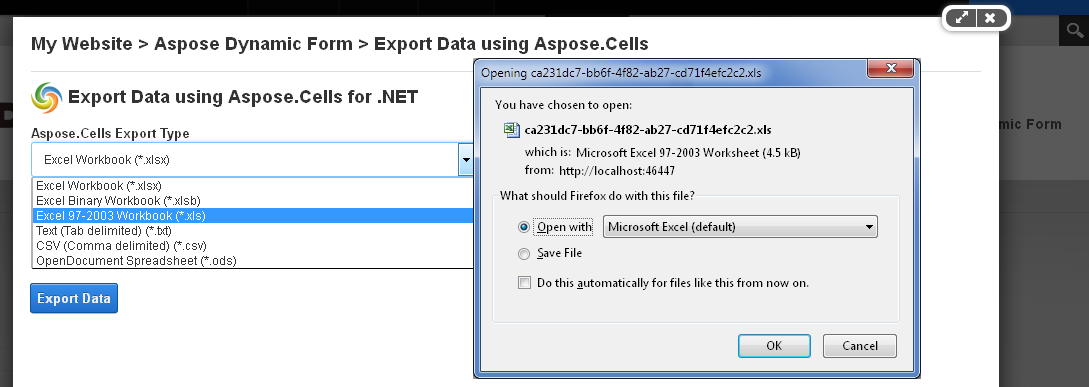 My Website > Aspose Dynamic Form > Export Data using Aspose.Cells
Export Data using Aspose.Cells for .NET
Aspose.Cells Export Type
Excel Workbook (*.xlsx)
Excel Workbook (*.xlsx)
Excel Binary Workbook (*.xlsb)
Excel 97-2003 Workbook (*.xls)
Text (Tab delimited) (*.txt)
CSV (Comma delimited) (*.csv)
OpenDocument Spreadsheet (*.ods)
Export Data
Opening ca231dc7-bb6f-4f82-ab27-cd71f4efc2c2.xls
You have chosen to open:
ca231dc7-bb6f-4f82-ab27-cd71f4efc2c2.xls
which is: Microsoft Excel 97-2003 Worksheet (4.5 kB)
from: http://localhost:46447
What should Firefox do with this file?
Open with
Microsoft Excel (default)
Save File
Do this automatically for files like this from now on.
OK
Cancel
mic Form